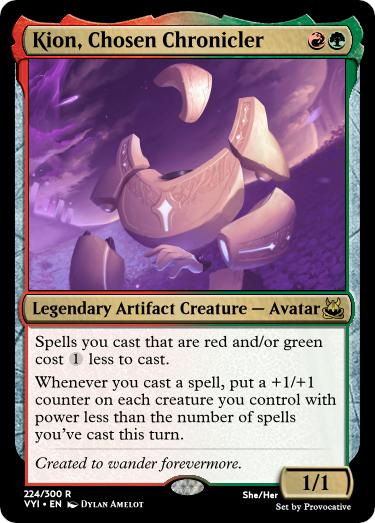 Kion, Chosen Chronicler
Legendary Artifact Creature — Avatar
Spells you cast that are red and/or green
cost 1 less to cast.
Whenever you cast a spell, put a +1/+1
counter on each creature you control with
power less than the number of spells
you've cast this turn.
Created to wander forevermore.
1/1
224/300 R
She/Her
VYI • EN DYLAN AMELOT
Set by Provocative